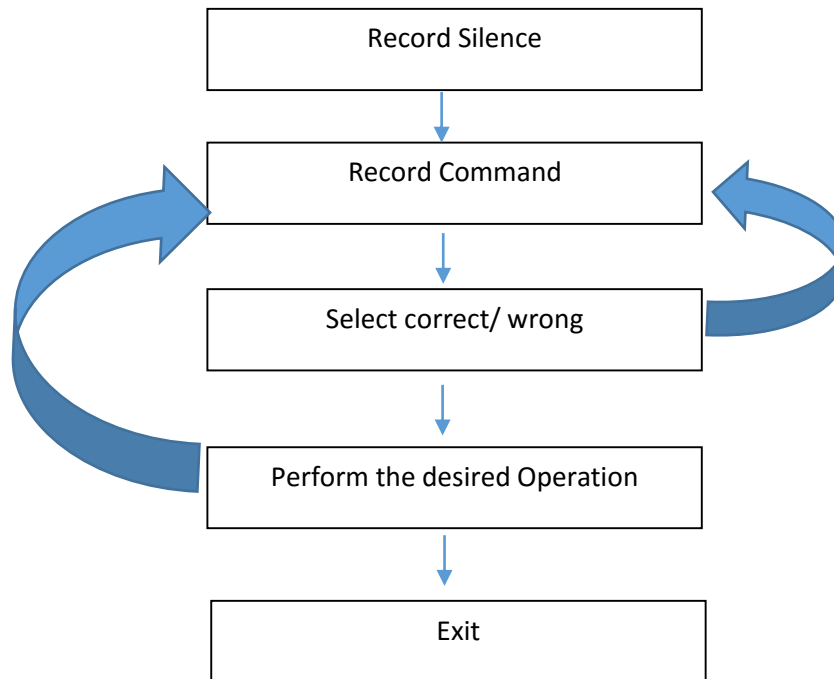 Record Silence
Record Command
Select correct/ wrong
Perform the desired Operation
Exit